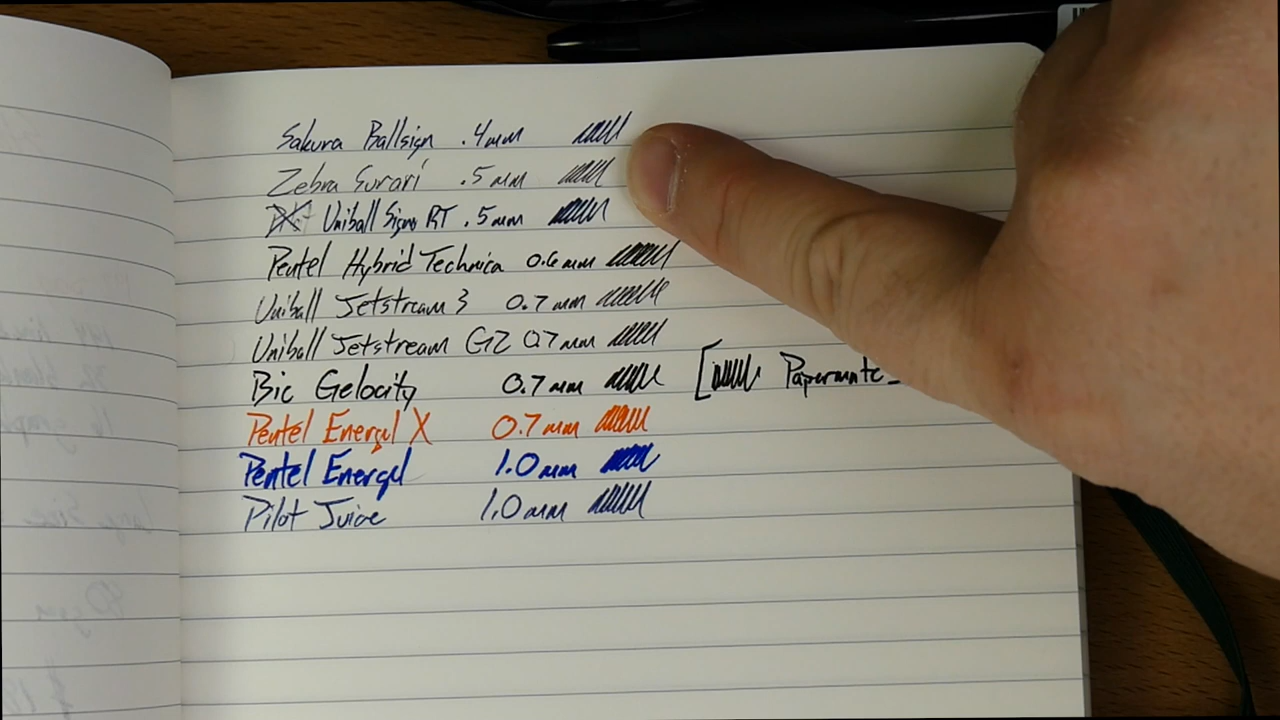 Sakura Ballsign .4mm
Zebra Surari .5mm
Uniball Signo RT .5mm
Pentel Hybrid Technica 0.6mm
Uniball Jetstream 3 0.7mm
Uniball Jetstream G2 0.7mm
Bic Gelocity 0.7mm [ Papermate
Pentel Energel X 0.7mm
Pentel Energel 1.0mm
Pilot Juice 1.0mm